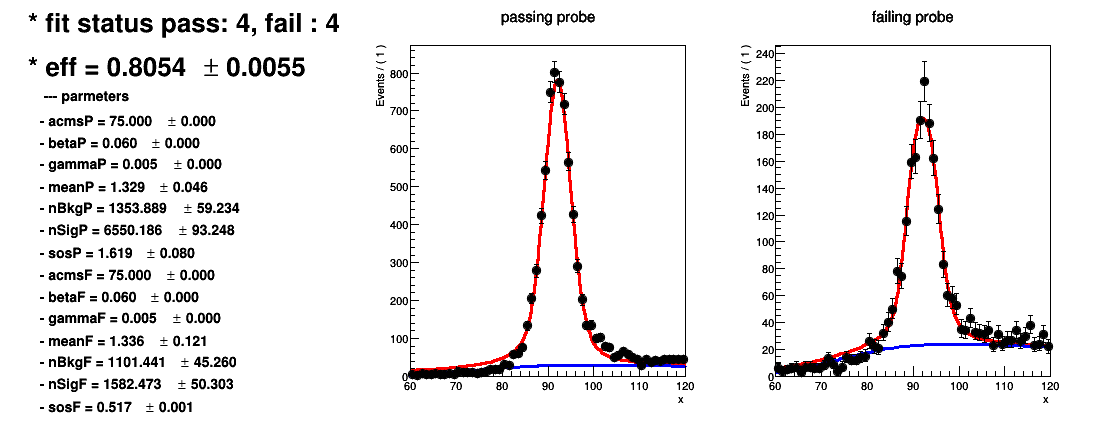 * fit status pass: 4, fail : 4
* eff = 0.8054 ± 0.0055
--- parmeters
- acmsP = 75.000 ± 0.000
- betaP = 0.060 ± 0.000
- gammaP = 0.005 ± 0.000
- meanP = 1.329 ± 0.046
- nBkgP = 1353.889 ± 59.234
- nSigP = 6550.186 ± 93.248
- sosP = 1.619 ± 0.080
- acmsF = 75.000 ± 0.000
- betaF = 0.060 ± 0.000
- gammaF = 0.005 ± 0.000
- meanF = 1.336 ± 0.121
- nBkgF = 1101.441 ± 45.260
- nSigF = 1582.473 ± 50.303
- sosF = 0.517 ± 0.001
passing probe
Events / ( 1 )
800
700
600
500
400
300
200
100
0
60 70 80 90 100 110 120
x
failing probe
Events / ( 1 )
240
220
200
180
160
140
120
100
80
60
40
20
0
60 70 80 90 100 110 120
x